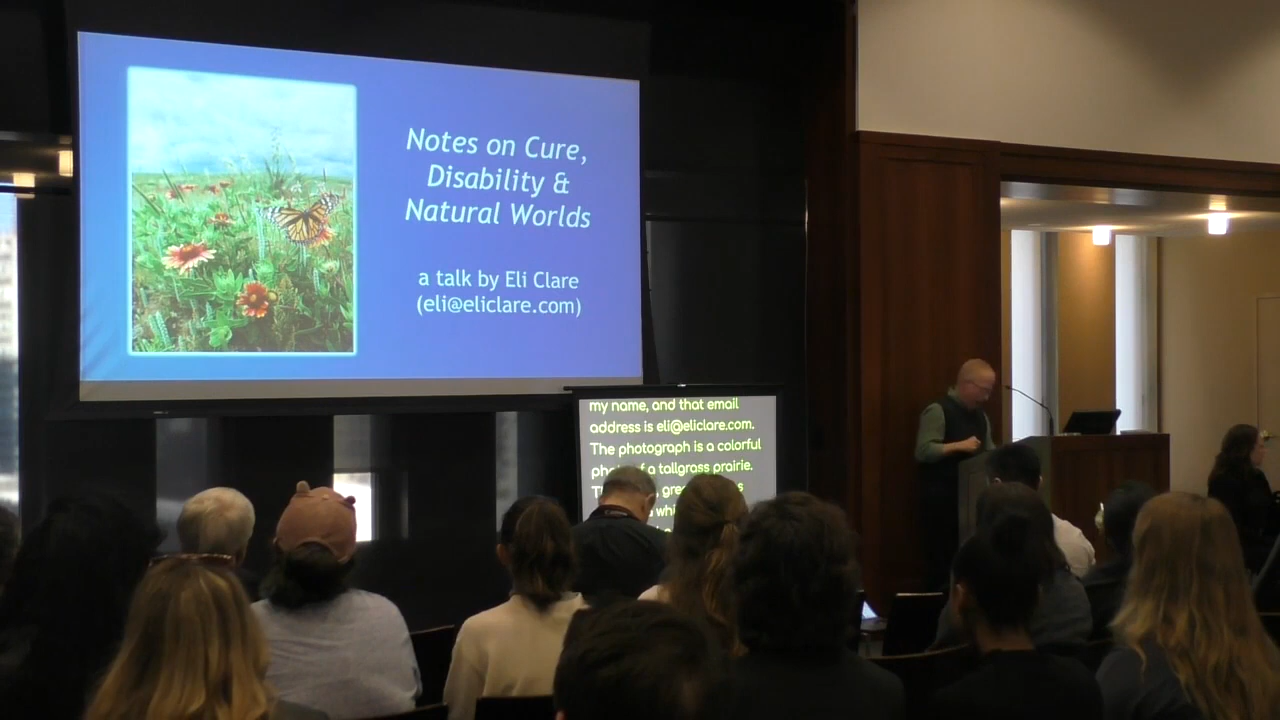 Notes on Cure,
Disability &
Natural Worlds
a talk by Eli Clare
(eli@eliclare.com)
my name, and that email
address is eli@eliclare.com.
The photograph is a colorful
of a tallgrass prairie.